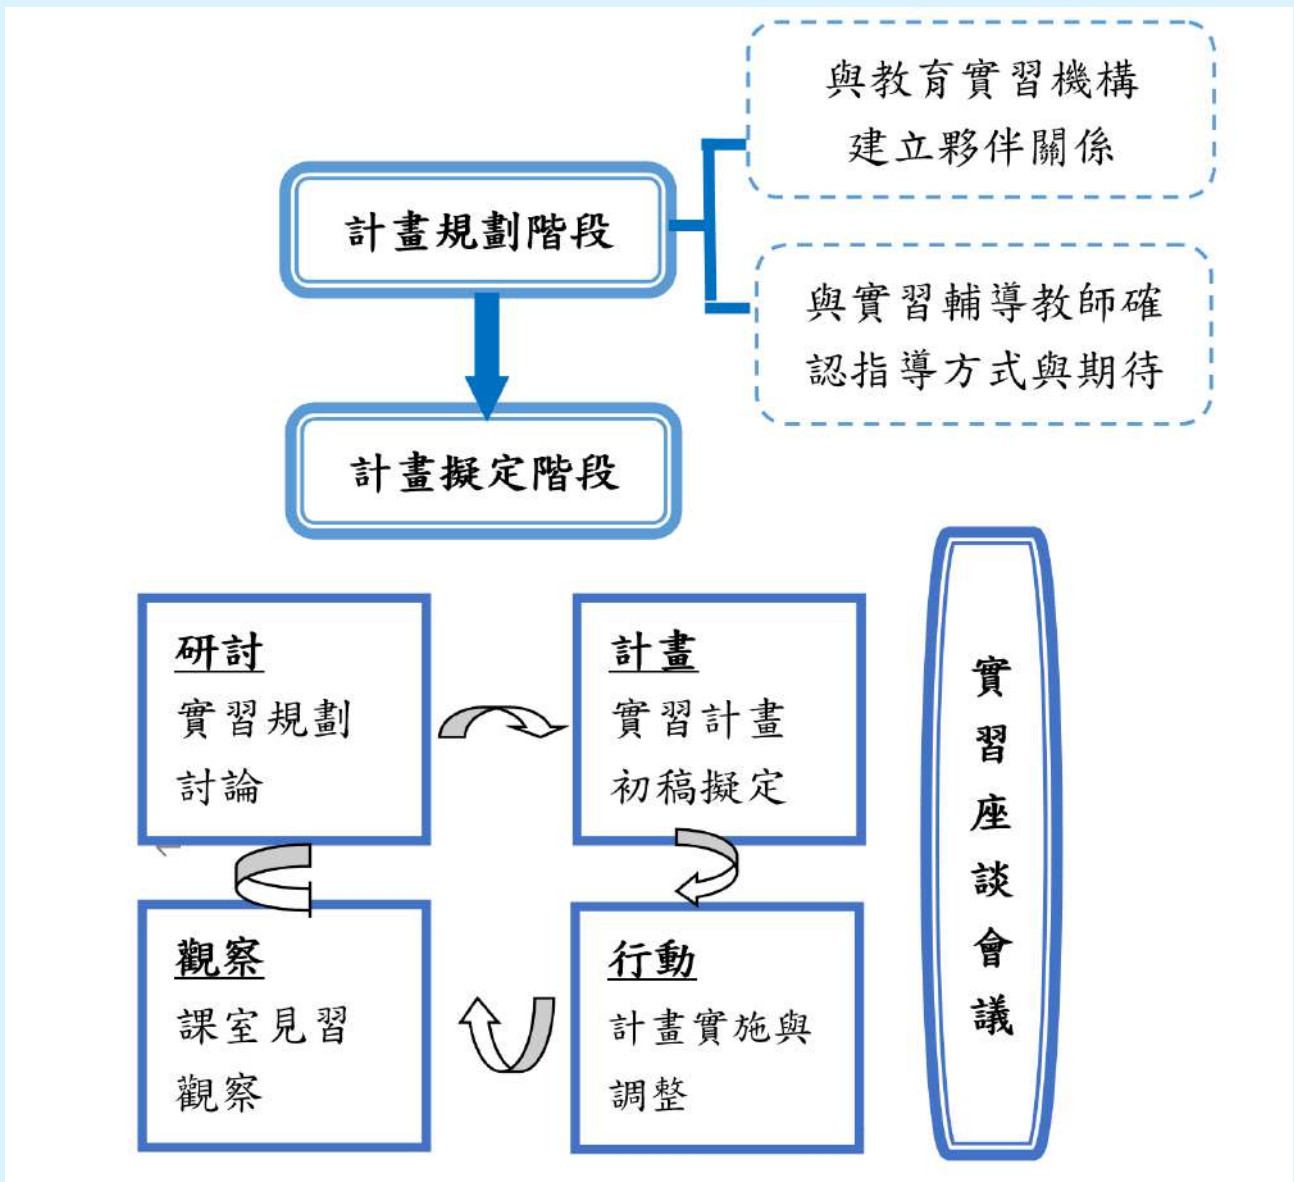 與教育實習機構
建立夥伴關係
計畫規劃階段
與實習輔導教師確
認指導方式與期待
計畫擬定階段
研討
實習規劃
討論
計畫
實習計畫
初稿擬定
觀察
課室見習
觀察
行動
計畫實施與
調整
實習座談會議